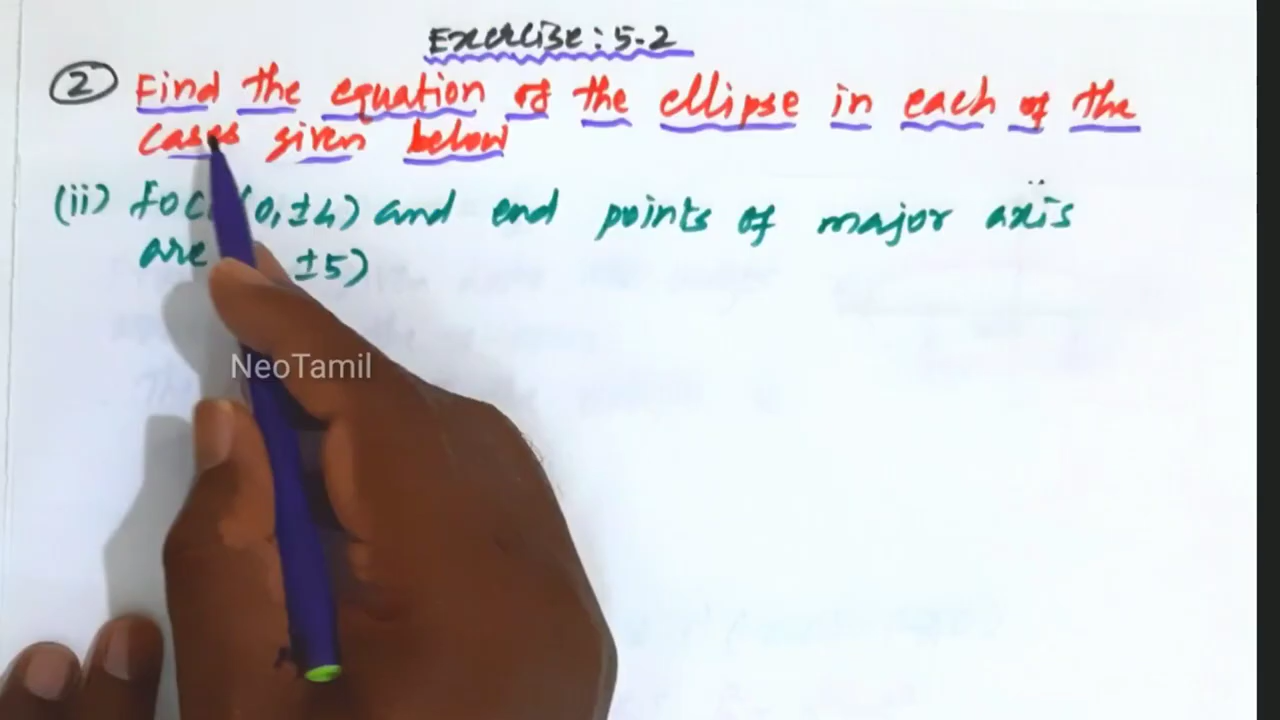 Exercise: 5.2
② Find the equation of the ellipse in each of the
cases given below
(ii) foci (0, ±4) and end points of major axis
are ±5)
NeoTamil